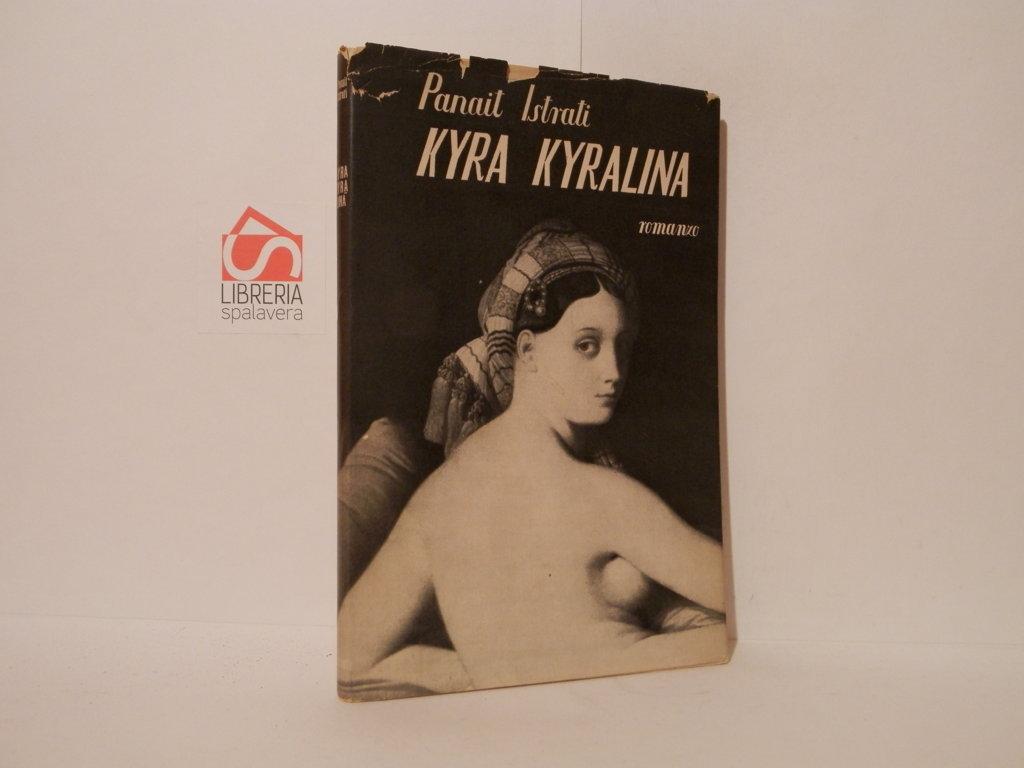 Panait Istrati
KYRA KYRALINA
romanzo
LIBRERIA
spalavera